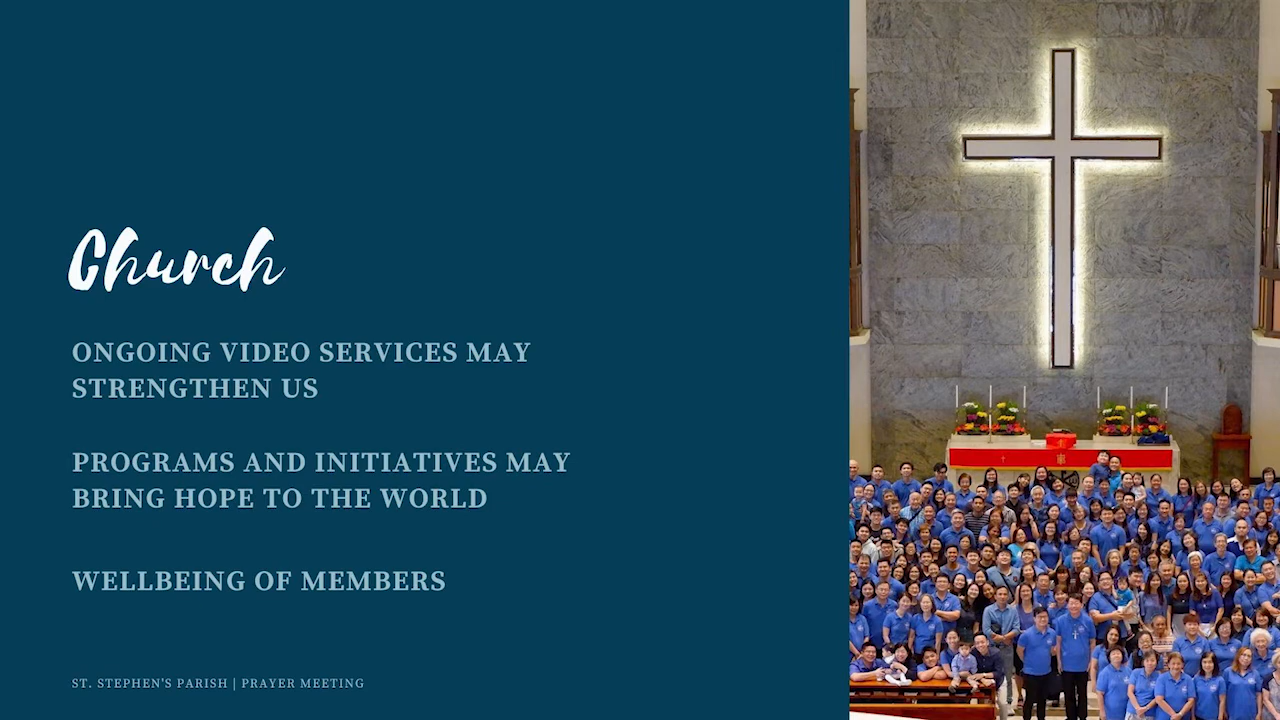 Church
ONGOING VIDEO SERVICES MAY
STRENGTHEN US
PROGRAMS AND INITIATIVES MAY
BRING HOPE TO THE WORLD
WELLBEING OF MEMBERS
ST. STEPHEN'S PARISH | PRAYER MEETING